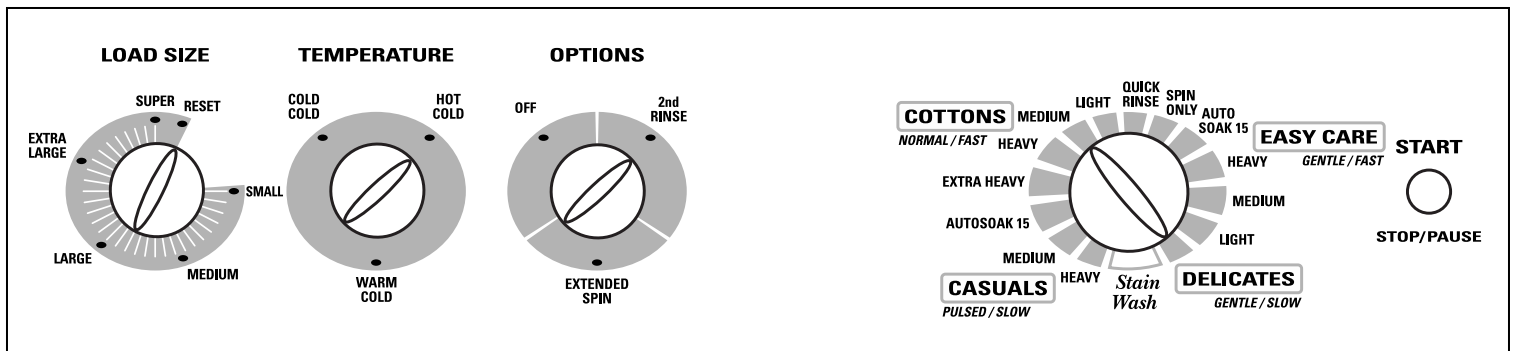 LOAD SIZE
SUPER
RESET
EXTRA
LARGE
SMALL
LARGE
MEDIUM
TEMPERATURE
COLD
COLD
HOT
COLD
WARM
COLD
OPTIONS
OFF
2nd
RINSE
EXTENDED
SPIN
COTTONS
NORMAL / FAST
MEDIUM
LIGHT
QUICK
RINSE
SPIN
ONLY
AUTO
SOAK 15
EASY CARE
GENTLE / FAST
HEAVY
HEAVY
EXTRA HEAVY
MEDIUM
AUTOSOAK 15
LIGHT
MEDIUM
HEAVY
CASUALS
PULSED / SLOW
Stain
Wash
DELICATES
GENTLE / SLOW
START
STOP/PAUSE